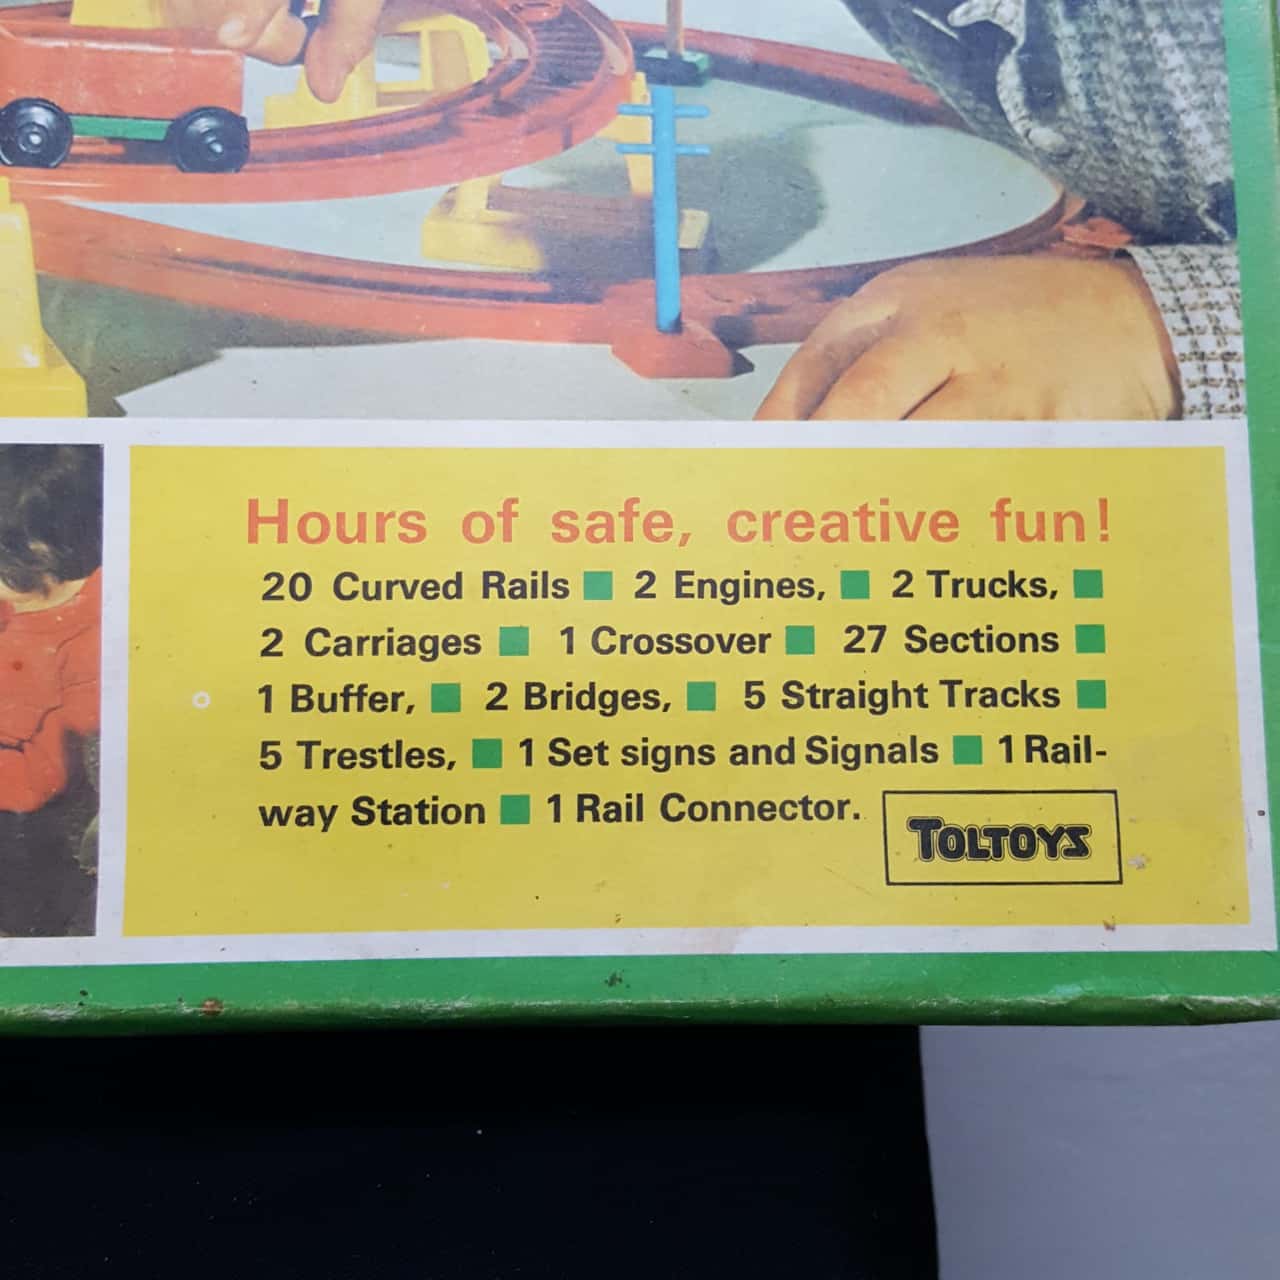 Hours of safe, creative fun!
20 Curved Rails ■ 2 Engines, ■ 2 Trucks, ■
2 Carriages ■ 1 Crossover ■ 27 Sections ■
1 Buffer, ■ 2 Bridges, ■ 5 Straight Tracks ■
5 Trestles, ■ 1 Set signs and Signals ■ 1 Rail-
way Station ■ 1 Rail Connector.
TOLTOYS